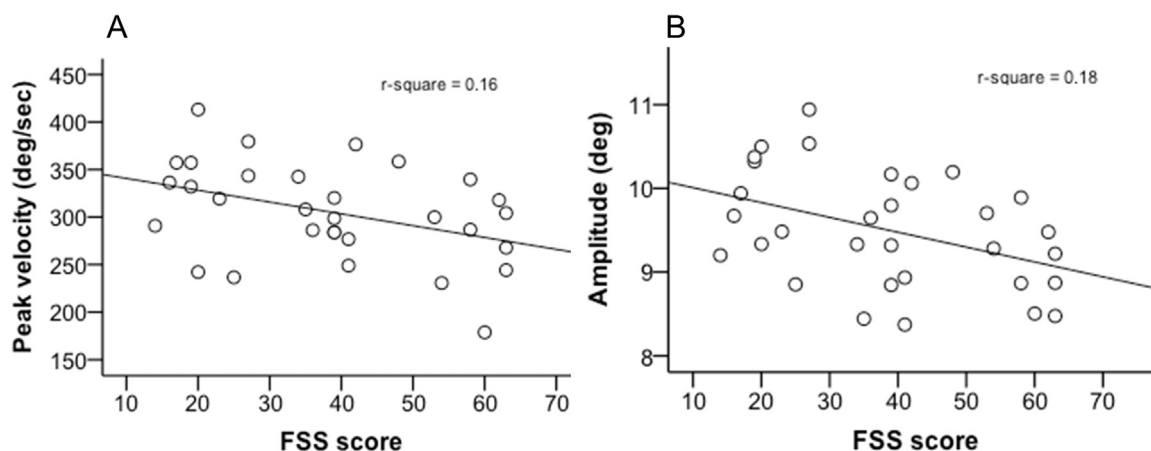 A
r-square = 0.16
Peak velocity (deg/sec)
450
400
350
300
250
200
150
10 20 30 40 50 60 70
FSS score
B
r-square = 0.18
Amplitude (deg)
11
10
9
8
10 20 30 40 50 60 70
FSS score